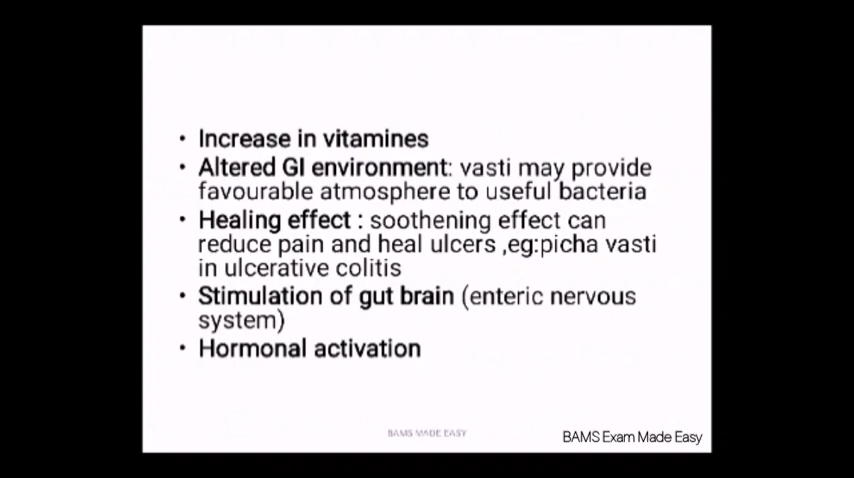 • Increase in vitamines
• Altered GI environment: vasti may provide
favourable atmosphere to useful bacteria
• Healing effect : soothening effect can
reduce pain and heal ulcers ,eg:picha vasti
in ulcerative colitis
• Stimulation of gut brain (enteric nervous
system)
• Hormonal activation
BAMS MADE EASY
BAMS Exam Made Easy